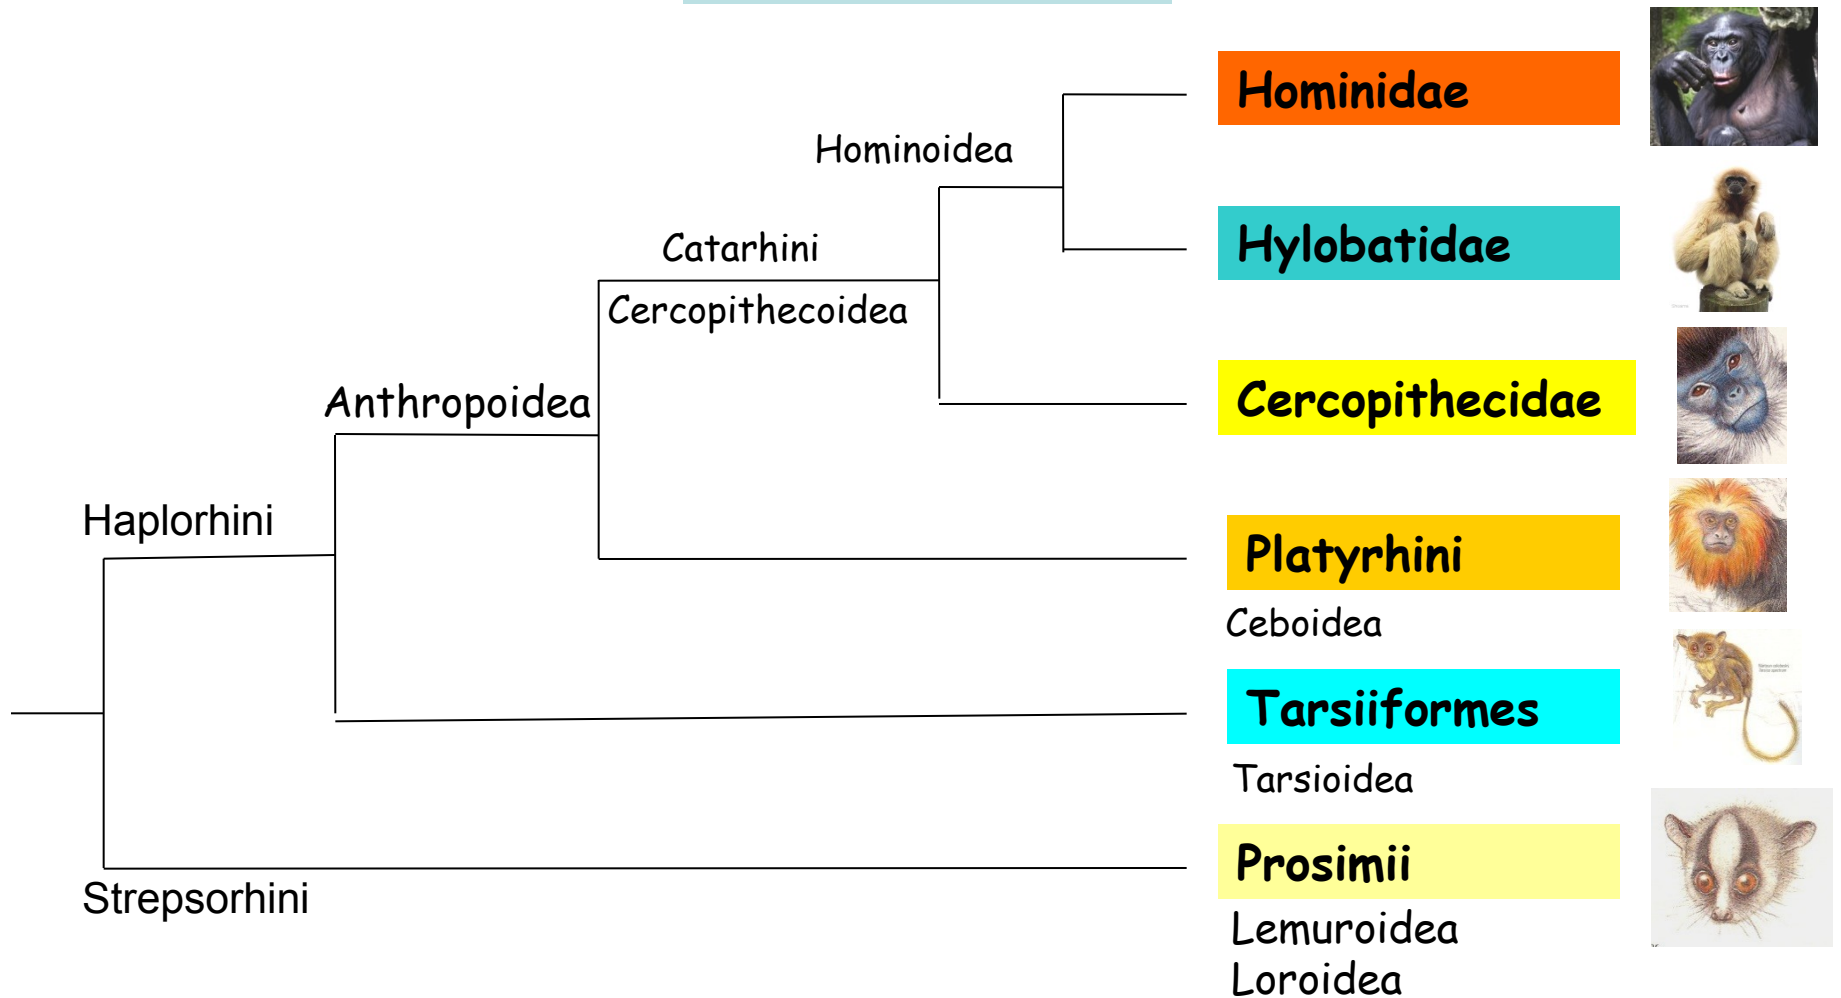 Hominidae
Hominoidea
Hylobatidae
Catarhini
Cercopithecoidea
Cercopithecidae
Anthropoidea
Haplorhini
Platyrhini
Ceboidea
Tarsiiformes
Tarsioidea
Prosimii
Strepsorhini
Lemuroidea
Loroidea